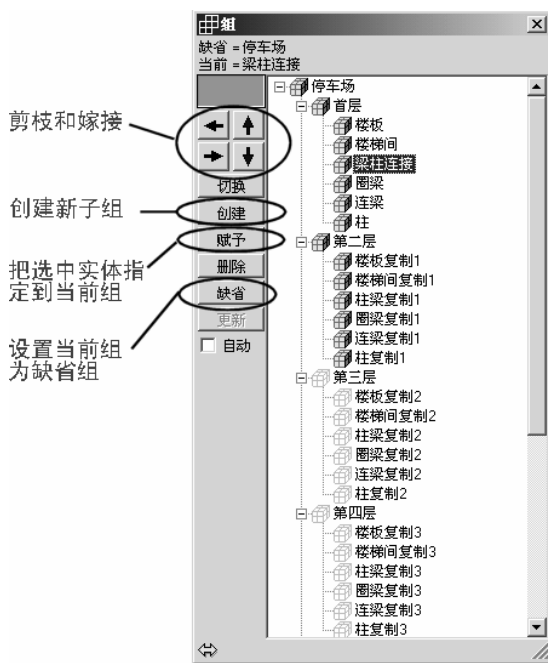 组
缺省 =停车场
当前 =梁柱连接
剪枝和嫁接
切换
创建新子组
创建
把选中实体指
定到当前组
赋予
删除
缺省
更新
设置当前组
为缺省组
自动
停车场
首层
楼板
楼梯间
梁柱连接
圈梁
连梁
柱
第二层
楼板复制1
楼梯间复制1
柱梁复制1
圈梁复制1
连梁复制1
柱复制1
第三层
楼板复制2
楼梯间复制2
柱梁复制2
圈梁复制2
连梁复制2
柱复制2
第四层
楼板复制3
楼梯间复制3
柱梁复制3
圈梁复制3
连梁复制3
柱复制3